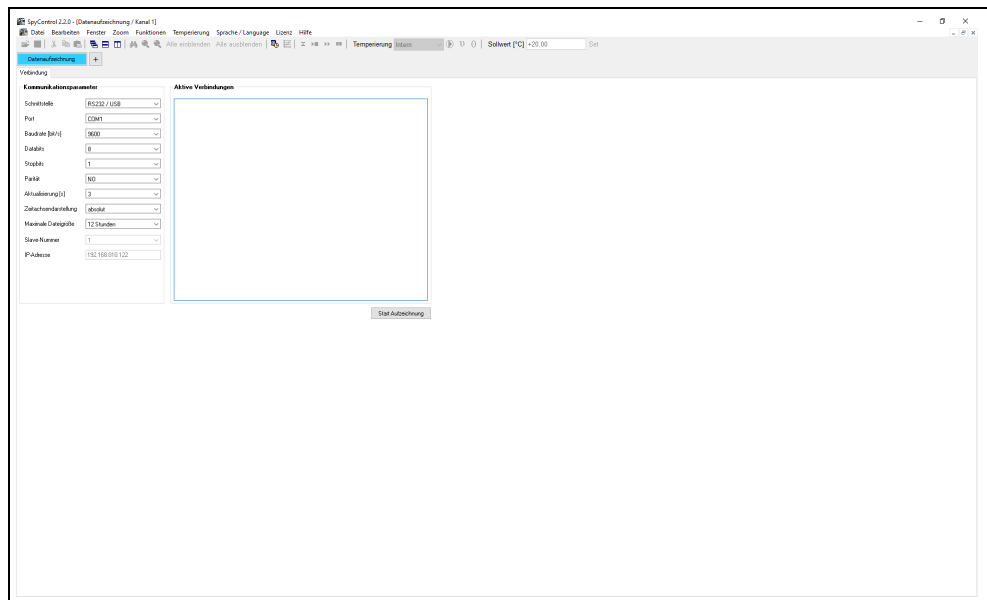 SpyControl 2.2.0 - [Datenaufzeichnung / Kanal 1]
Datei Bearbeiten Fenster Zoom Funktionen Temperierung Sprache / Language Lizenz Hilfe
Alle einblenden Alle ausblenden Temperierung Intern Sollwert [°C] +20,00 Set
Datenaufzeichnung +
Verbindung
Kommunikationsparameter Aktive Verbindungen
Schnittstelle RS232 / USB
Port COM1
Baudrate [bit/s] 9600
Databits 8
Stopbits 1
Parität NO
Aktualisierung [s] 3
Zeitachsendarstellung absolut
Maximale Dateigröße 12 Stunden
Slave-Nummer 1
IP-Adresse 192.168.010.122
Start Aufzeichnung